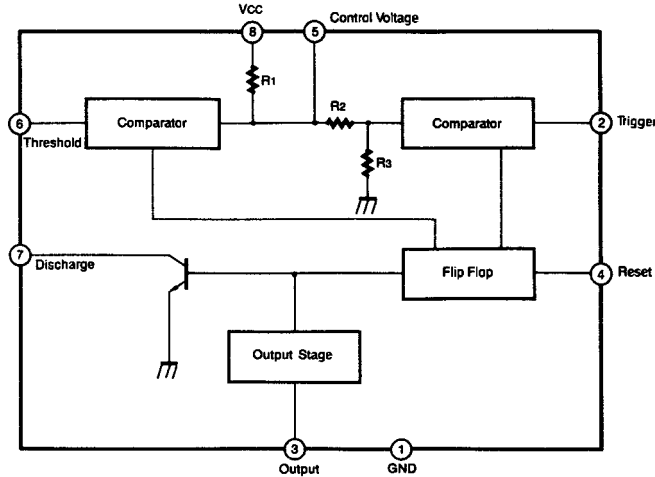 Vcc
Control Voltage
8
5
R1
R2
6
Comparator
Comparator
2
Trigger
Threshold
R3
7
Discharge
Flip Flop
4
Reset
Output Stage
3
1
Output
GND